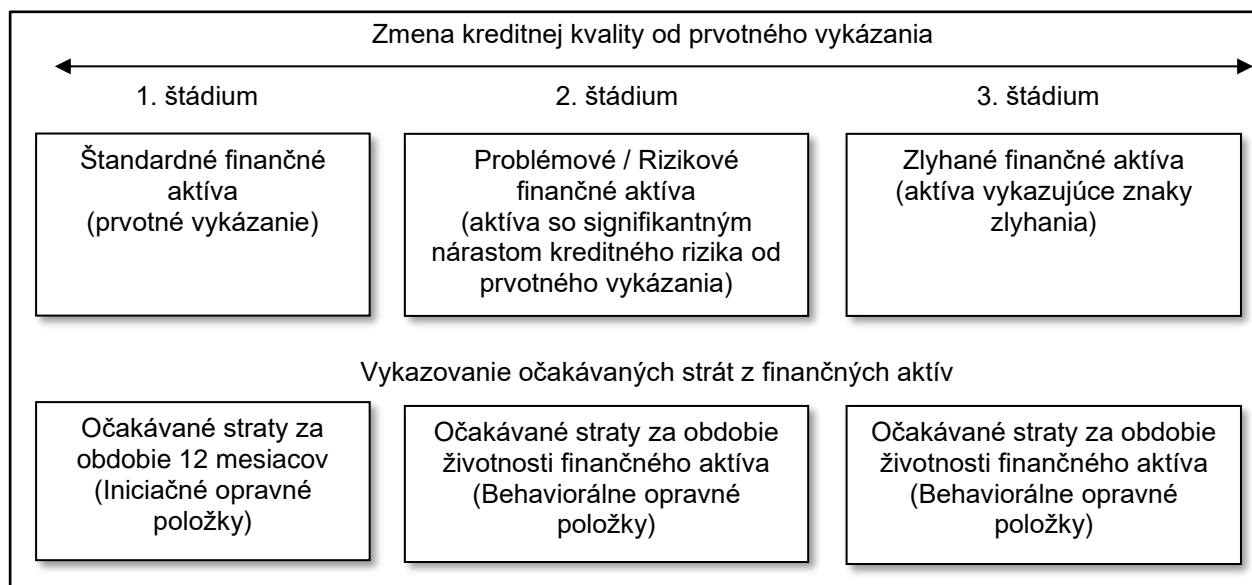 Zmena kreditnej kvality od prvotného vykázania
1. štádium
2. štádium
3. štádium
Štandardné finančné
aktíva
(prvotné vykázanie)
Problémové / Rizikové
finančné aktíva
(aktíva so signifikantným
nárastom kreditného rizika od
prvotného vykázania)
Zlyhané finančné aktíva
(aktíva vykazujúce znaky
zlyhania)
Vykazovanie očakávaných strát z finančných aktív
Očakávané straty za
obdobie 12 mesiacov
(Iniciačné opravné
položky)
Očakávané straty za obdobie
životnosti finančného aktíva
(Behaviorálne opravné
položky)
Očakávané straty za obdobie
životnosti finančného aktíva
(Behaviorálne opravné
položky)